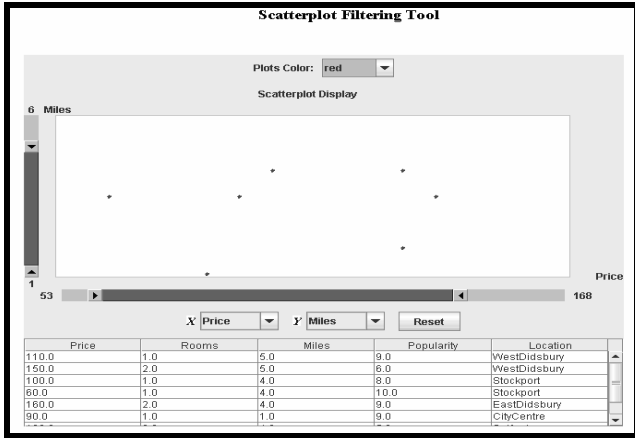 Scatterplot Filtering Tool
Plots Color: red
Scatterplot Display
6 Miles
1
Price
53 168
X Price Y Miles Reset
Price Rooms Miles Popularity Location
110.0 1.0 5.0 9.0 WestDidsbury
150.0 2.0 5.0 6.0 WestDidsbury
100.0 1.0 4.0 8.0 Stockport
60.0 1.0 4.0 10.0 Stockport
160.0 2.0 4.0 9.0 EastDidsbury
90.0 1.0 1.0 9.0 CityCentre